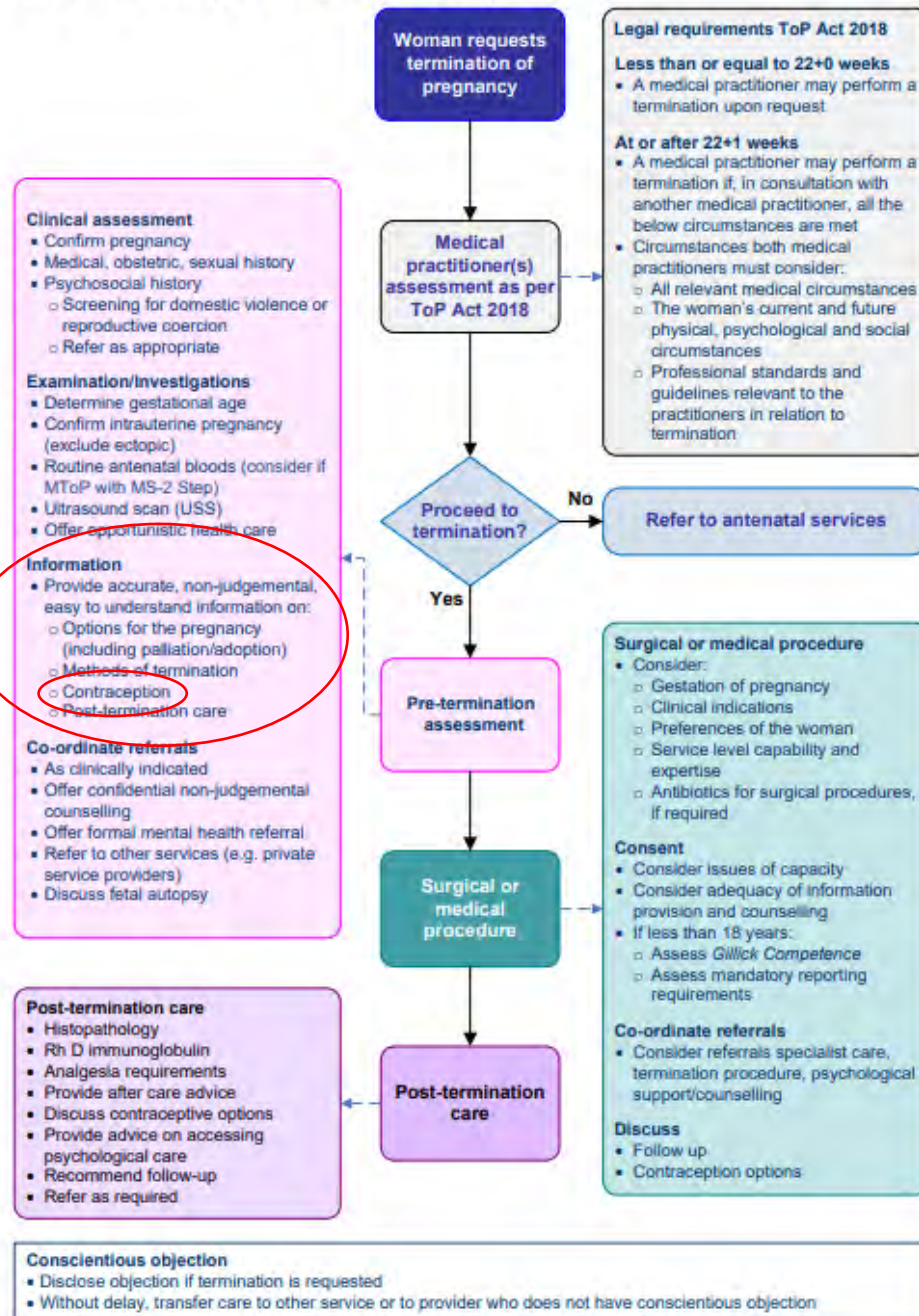 Woman requests
termination of
pregnancy
Legal requirements ToP Act 2018
Less than or equal to 22+0 weeks
• A medical practitioner may perform a
termination upon request
At or after 22+1 weeks
• A medical practitioner may perform a
termination if, in consultation with
another medical practitioner, all the
below circumstances are met
• Circumstances both medical
practitioners must consider:
o All relevant medical circumstances
o The woman's current and future
physical, psychological and social
circumstances
o Professional standards and
guidelines relevant to the
practitioners in relation to
termination
Medical
practitioner(s)
assessment as per
ToP Act 2018
Clinical assessment
• Confirm pregnancy
• Medical, obstetric, sexual history
• Psychosocial history
o Screening for domestic violence or
reproductive coercion
o Refer as appropriate
Examination/Investigations
• Determine gestational age
• Confirm intrauterine pregnancy
(exclude ectopic)
• Routine antenatal bloods (consider if
MToP with MS-2 Step)
• Ultrasound scan (USS)
• Offer opportunistic health care
Information
• Provide accurate, non-judgemental,
easy to understand information on:
o Options for the pregnancy
(including palliation/adoption)
o Methods of termination
o Contraception
o Post-termination care
Co-ordinate referrals
• As clinically indicated
• Offer confidential non-judgemental
counselling
• Offer formal mental health referral
• Refer to other services (e.g. private
service providers)
• Discuss fetal autopsy
Proceed to
termination?
No
Refer to antenatal services
Yes
Pre-termination
assessment
Surgical or
medical
procedure
Surgical or medical procedure
• Consider:
o Gestation of pregnancy
o Clinical indications
o Preferences of the woman
o Service level capability and
expertise
o Antibiotics for surgical procedures,
if required
Consent
• Consider issues of capacity
• Consider adequacy of information
provision and counselling
• If less than 18 years:
o Assess Gillick Competence
o Assess mandatory reporting
requirements
Co-ordinate referrals
• Consider referrals specialist care,
termination procedure, psychological
support/counselling
Discuss
• Follow up
• Contraception options
Post-termination care
• Histopathology
• Rh D immunoglobulin
• Analgesia requirements
• Provide after care advice
• Discuss contraceptive options
• Provide advice on accessing
psychological care
• Recommend follow-up
• Refer as required
Post-termination
care
Conscientious objection
• Disclose objection if termination is requested
• Without delay, transfer care to other service or to provider who does not have conscientious objection